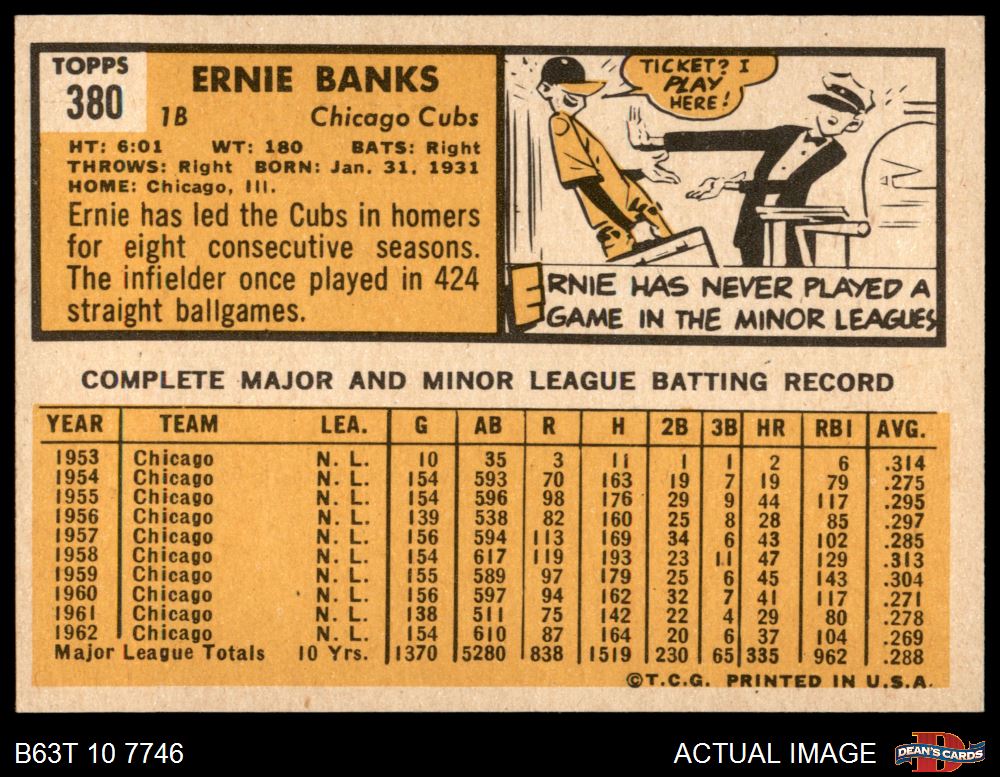 TOPPS
380
ERNIE BANKS
1B
Chicago Cubs
HT: 6:01 WT: 180 BATS: Right
THROWS: Right BORN: Jan. 31, 1931
HOME: Chicago, Ill.
Ernie has led the Cubs in homers
for eight consecutive seasons.
The infielder once played in 424
straight ballgames.
TICKET? I
PLAY
HERE!
ERNIE HAS NEVER PLAYED A
GAME IN THE MINOR LEAGUES
COMPLETE MAJOR AND MINOR LEAGUE BATTING RECORD
YEAR TEAM LEA. G AB R H 2B 3B HR RBI AVG.
1953 Chicago N. L. 10 35 3 11 1 1 2 6 .314
1954 Chicago N. L. 154 593 70 163 19 7 19 79 .275
1955 Chicago N. L. 154 596 98 176 29 9 44 117 .295
1956 Chicago N. L. 139 538 82 160 25 8 28 85 .297
1957 Chicago N. L. 156 594 113 169 34 6 43 102 .285
1958 Chicago N. L. 154 617 119 193 23 11 47 129 .313
1959 Chicago N. L. 155 589 97 179 25 6 45 143 .304
1960 Chicago N. L. 156 597 94 162 32 7 41 117 .271
1961 Chicago N. L. 138 511 75 142 22 4 29 80 .278
1962 Chicago N. L. 154 610 87 164 20 6 37 104 .269
Major League Totals 10 Yrs. 1370 5280 838 1519 230 65 335 962 .288
©T.C.G. PRINTED IN U.S.A.
B63T 10 7746
ACTUAL IMAGE
D
DEAN'S CARDS